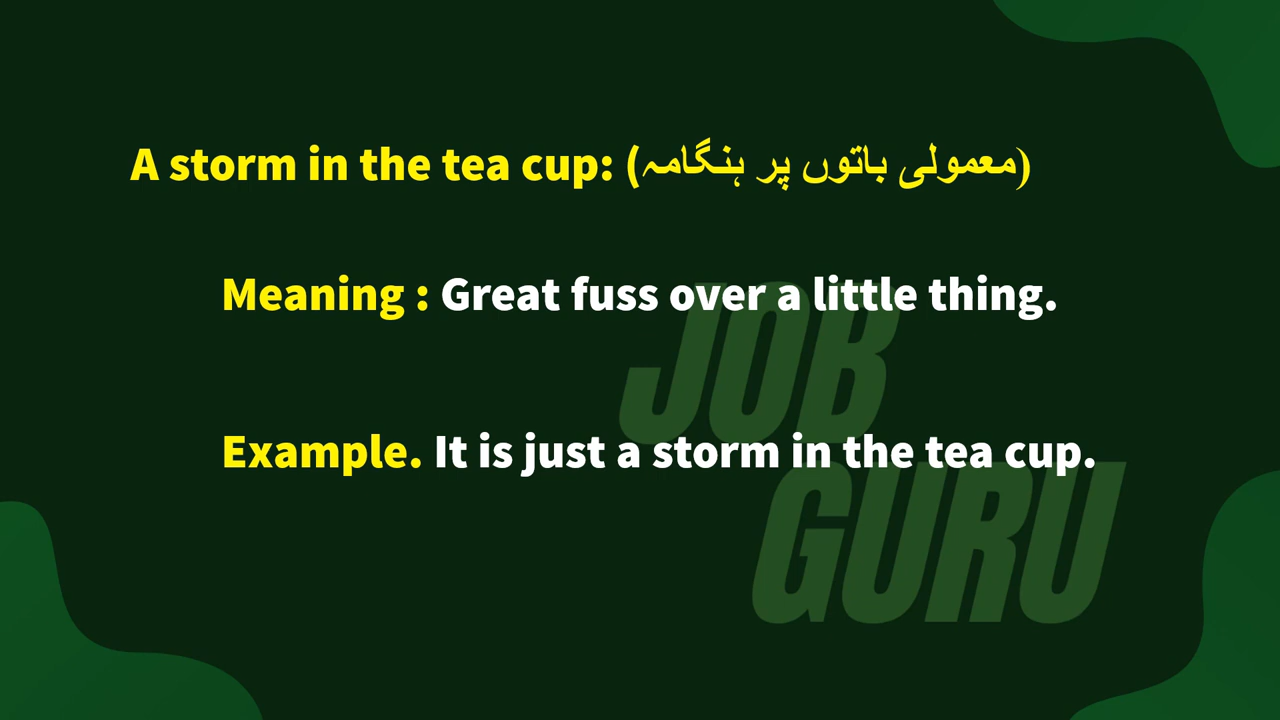 A storm in the tea cup: (معمولی باتوں پر ہنگامہ)
Meaning : Great fuss over a little thing.
Example. It is just a storm in the tea cup.
JOB
GURU